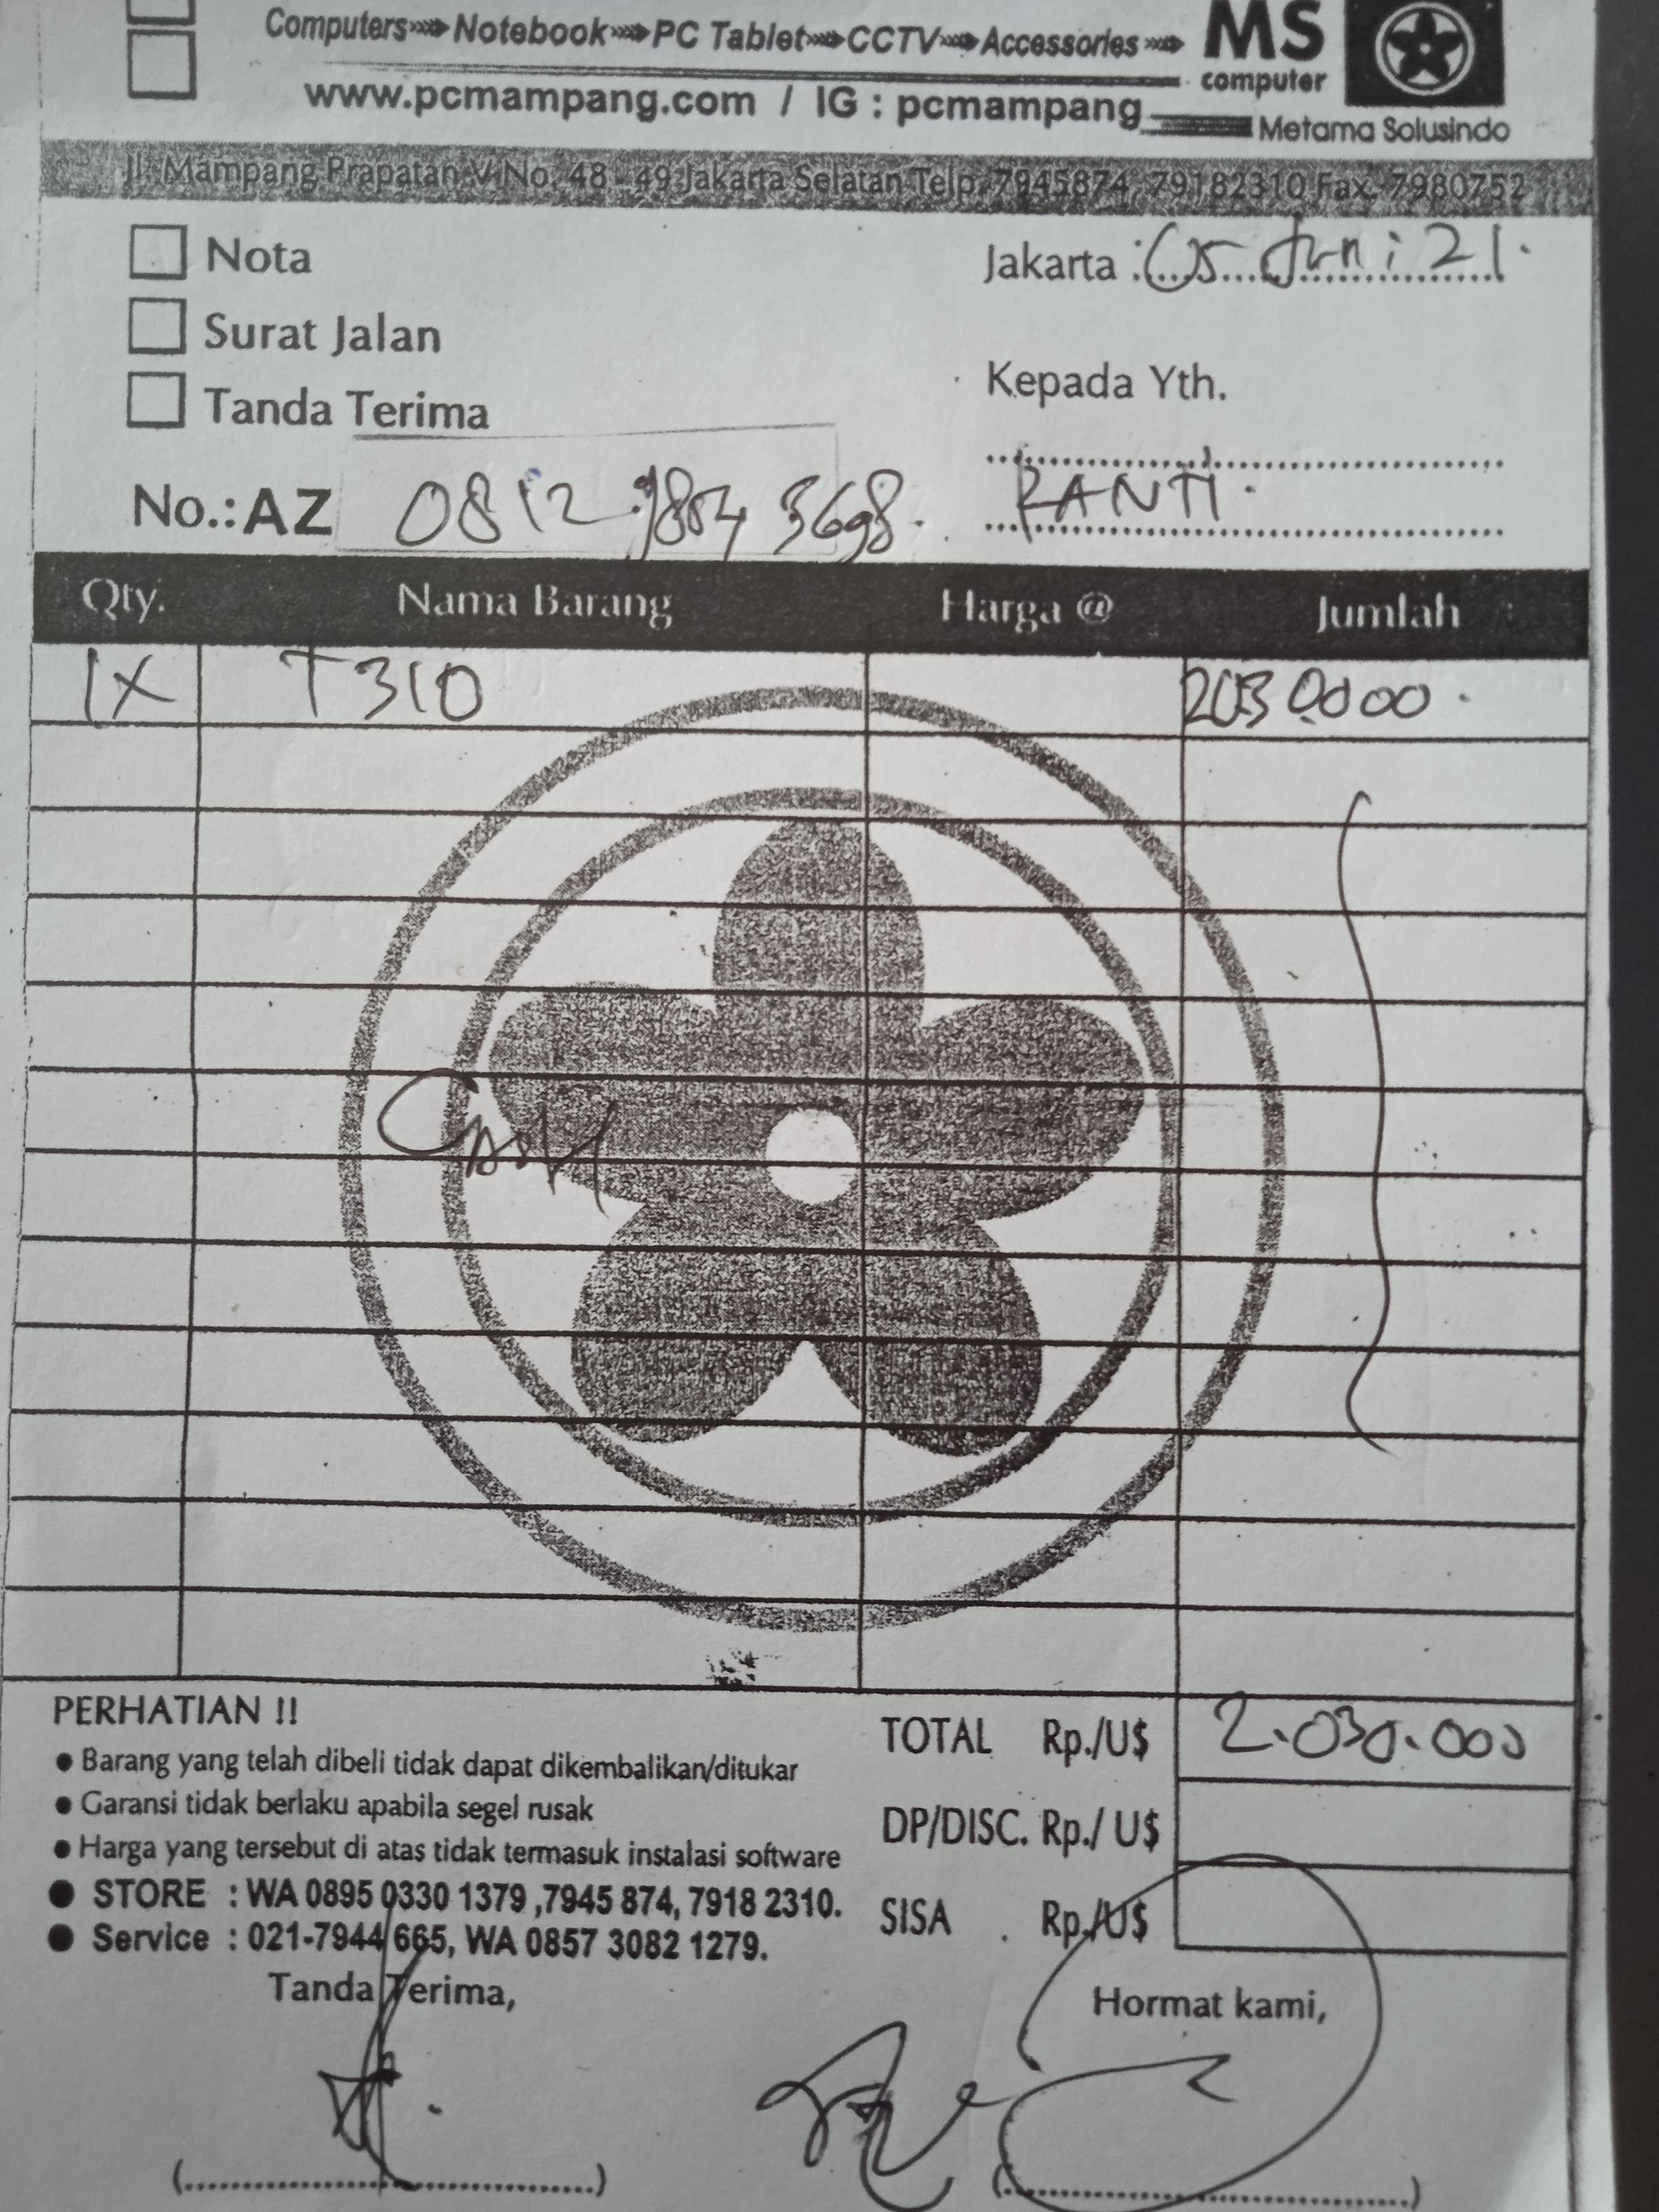 Computers Notebook PC Tablet CCTV Accessories MS
computer
www.pcmampang.com / IG : pcmampang
Metama Solusindo
Jl. Mampang Prapatan V No. 48 - 49 Jakarta Selatan Telp. 7945874, 79182310 Fax. 7980752
Nota
Jakarta : 05 Juni 21.
Surat Jalan
Kepada Yth.
Tanda Terima
No.: AZ 0812 9884 3698. RANTI.
Qty. Nama Barang Harga @ Jumlah
1X T310 2030.000.
Cash
PERHATIAN !!
TOTAL Rp./U$ 2.030.000
• Barang yang telah dibeli tidak dapat dikembalikan/ditukar
• Garansi tidak berlaku apabila segel rusak
DP/DISC. Rp./ U$
• Harga yang tersebut di atas tidak termasuk instalasi software
● STORE : WA 0895 0330 1379 ,7945 874, 7918 2310.
SISA Rp./U$
● Service : 021-7944 665, WA 0857 3082 1279.
Tanda Terima,
Hormat kami,
(..............................) (..............................)